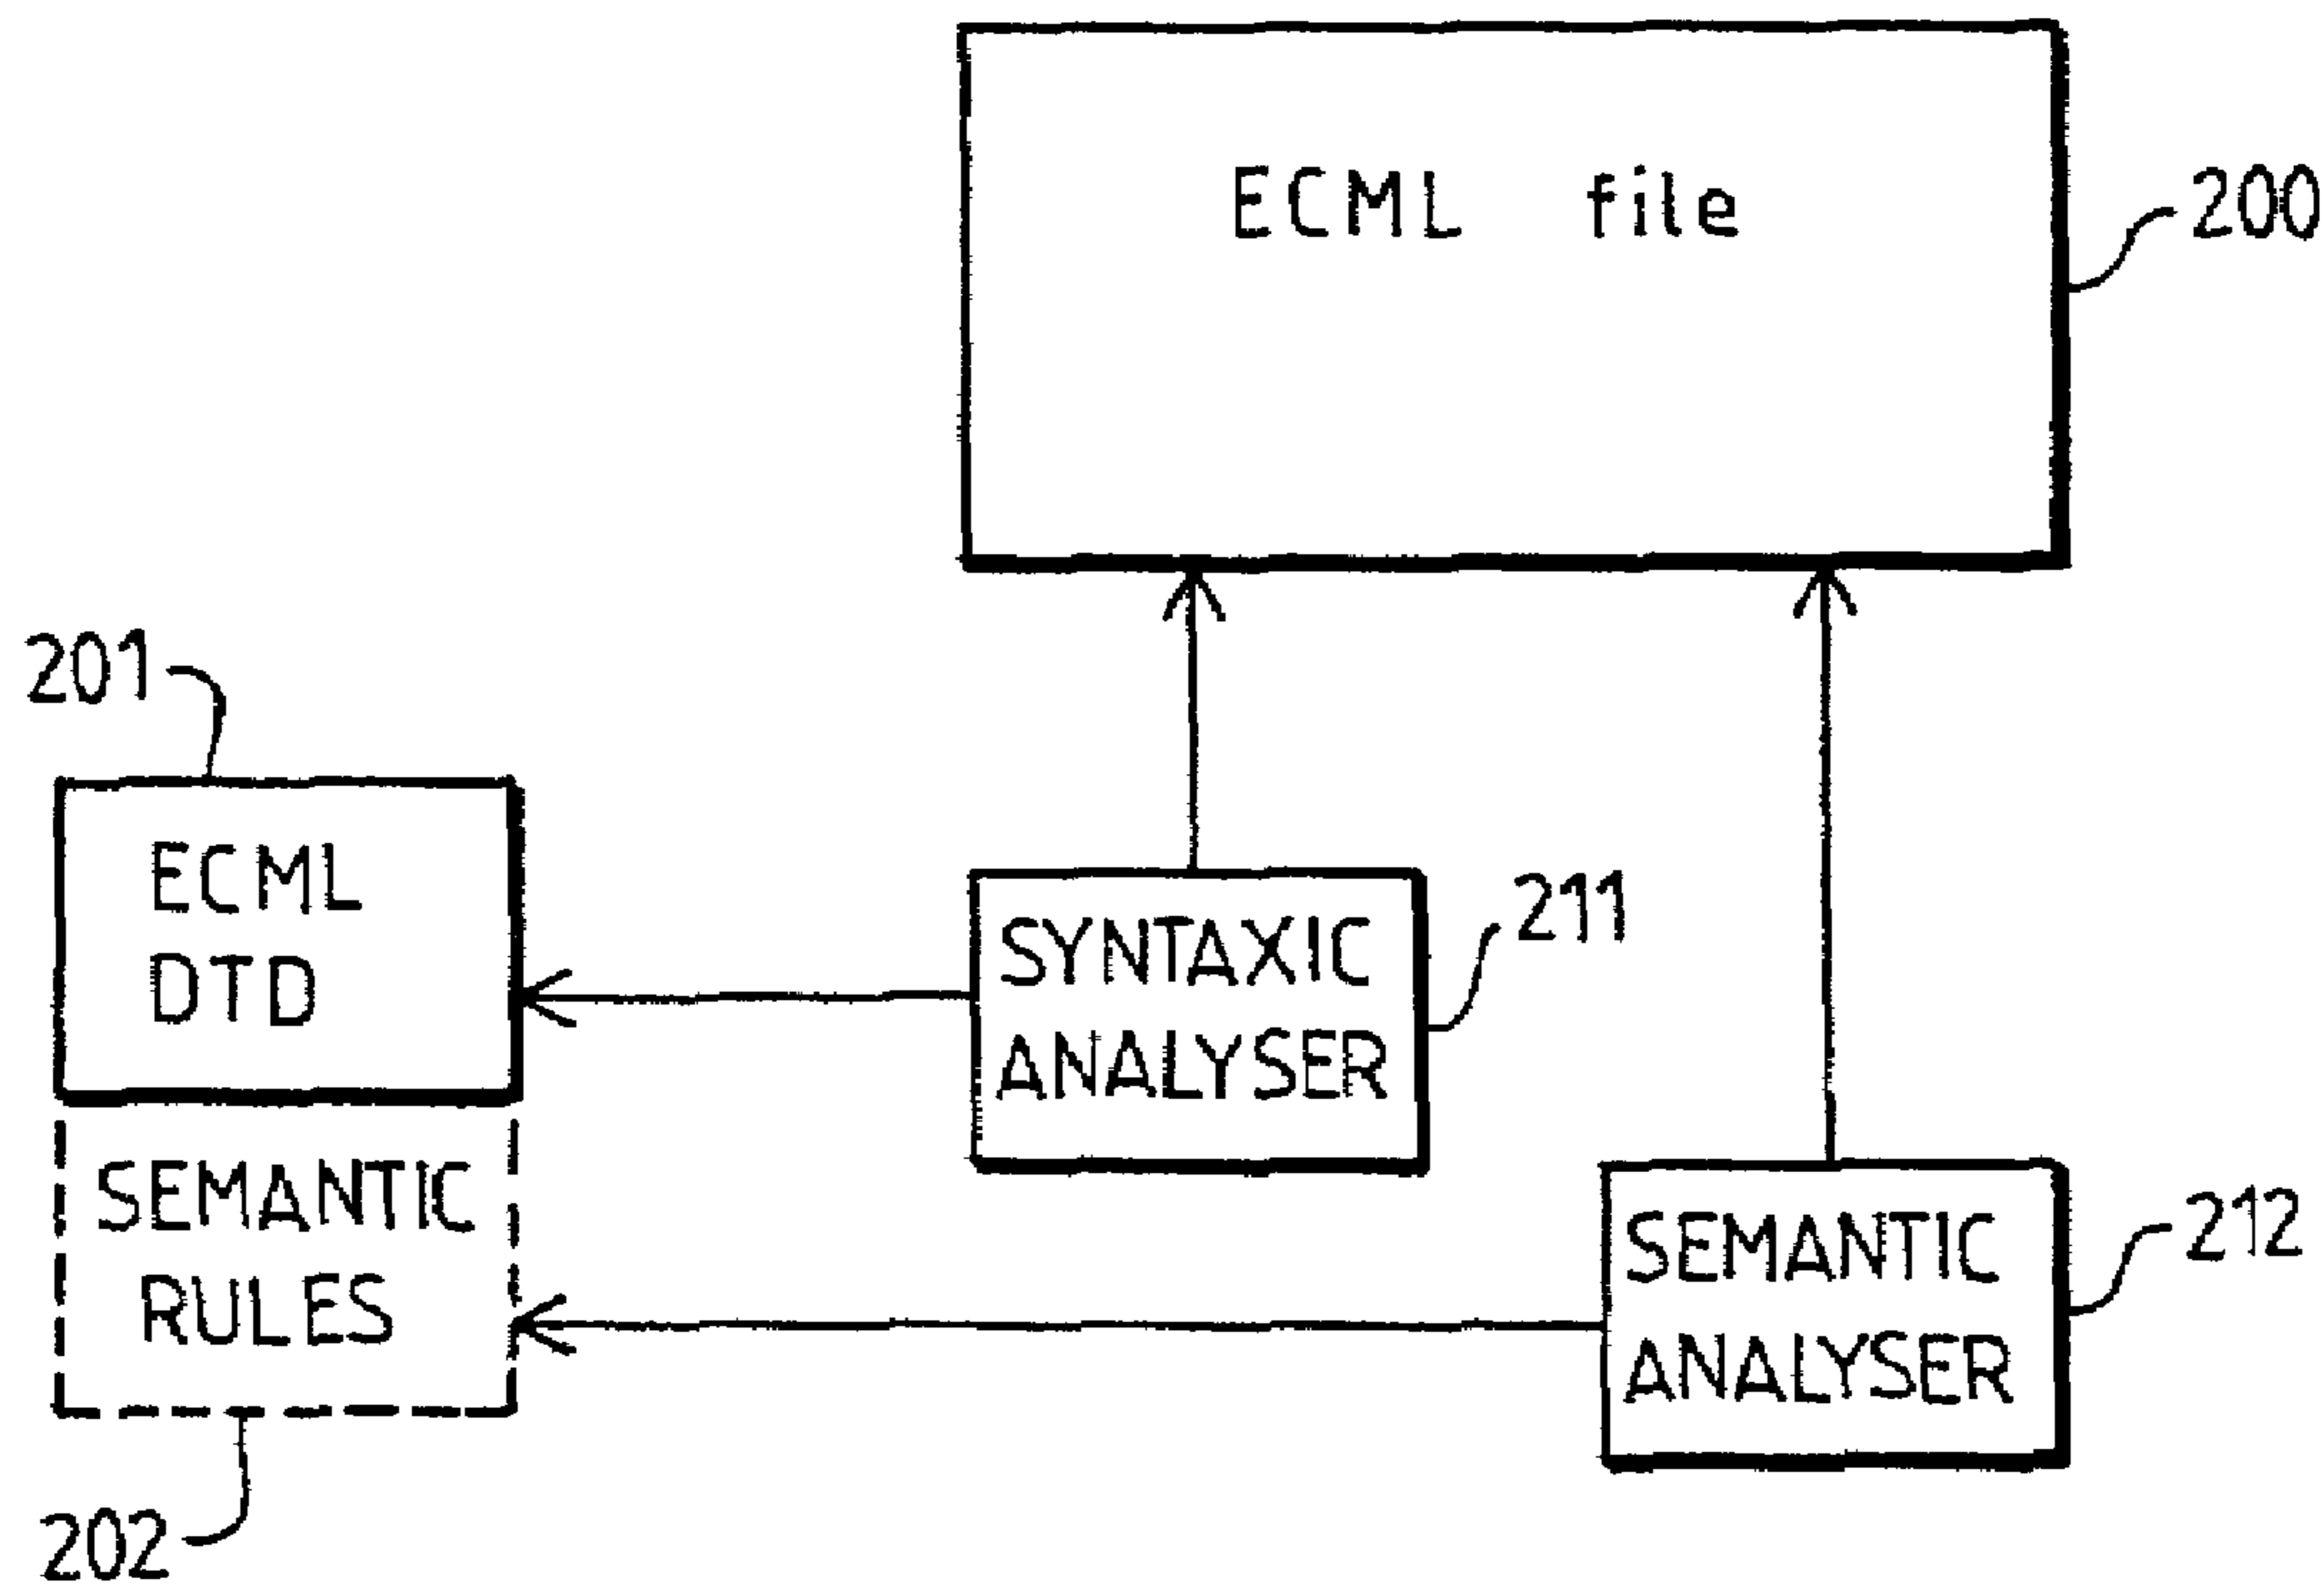 ECML file
200
201
ECML
DTD
SYNTAXIC
ANALYSER
211
SEMANTIC
RULES
SEMANTIC
ANALYSER
212
202